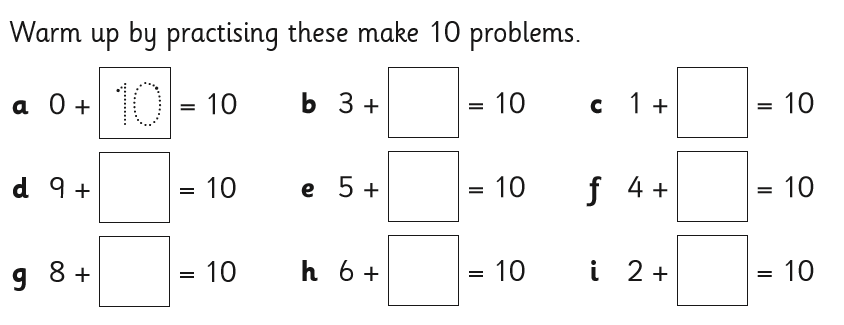 Warm up by practising these make 10 problems.
a 0 + 10 = 10 b 3 + = 10 c 1 + = 10
d 9 + = 10 e 5 + = 10 f 4 + = 10
g 8 + = 10 h 6 + = 10 i 2 + = 10